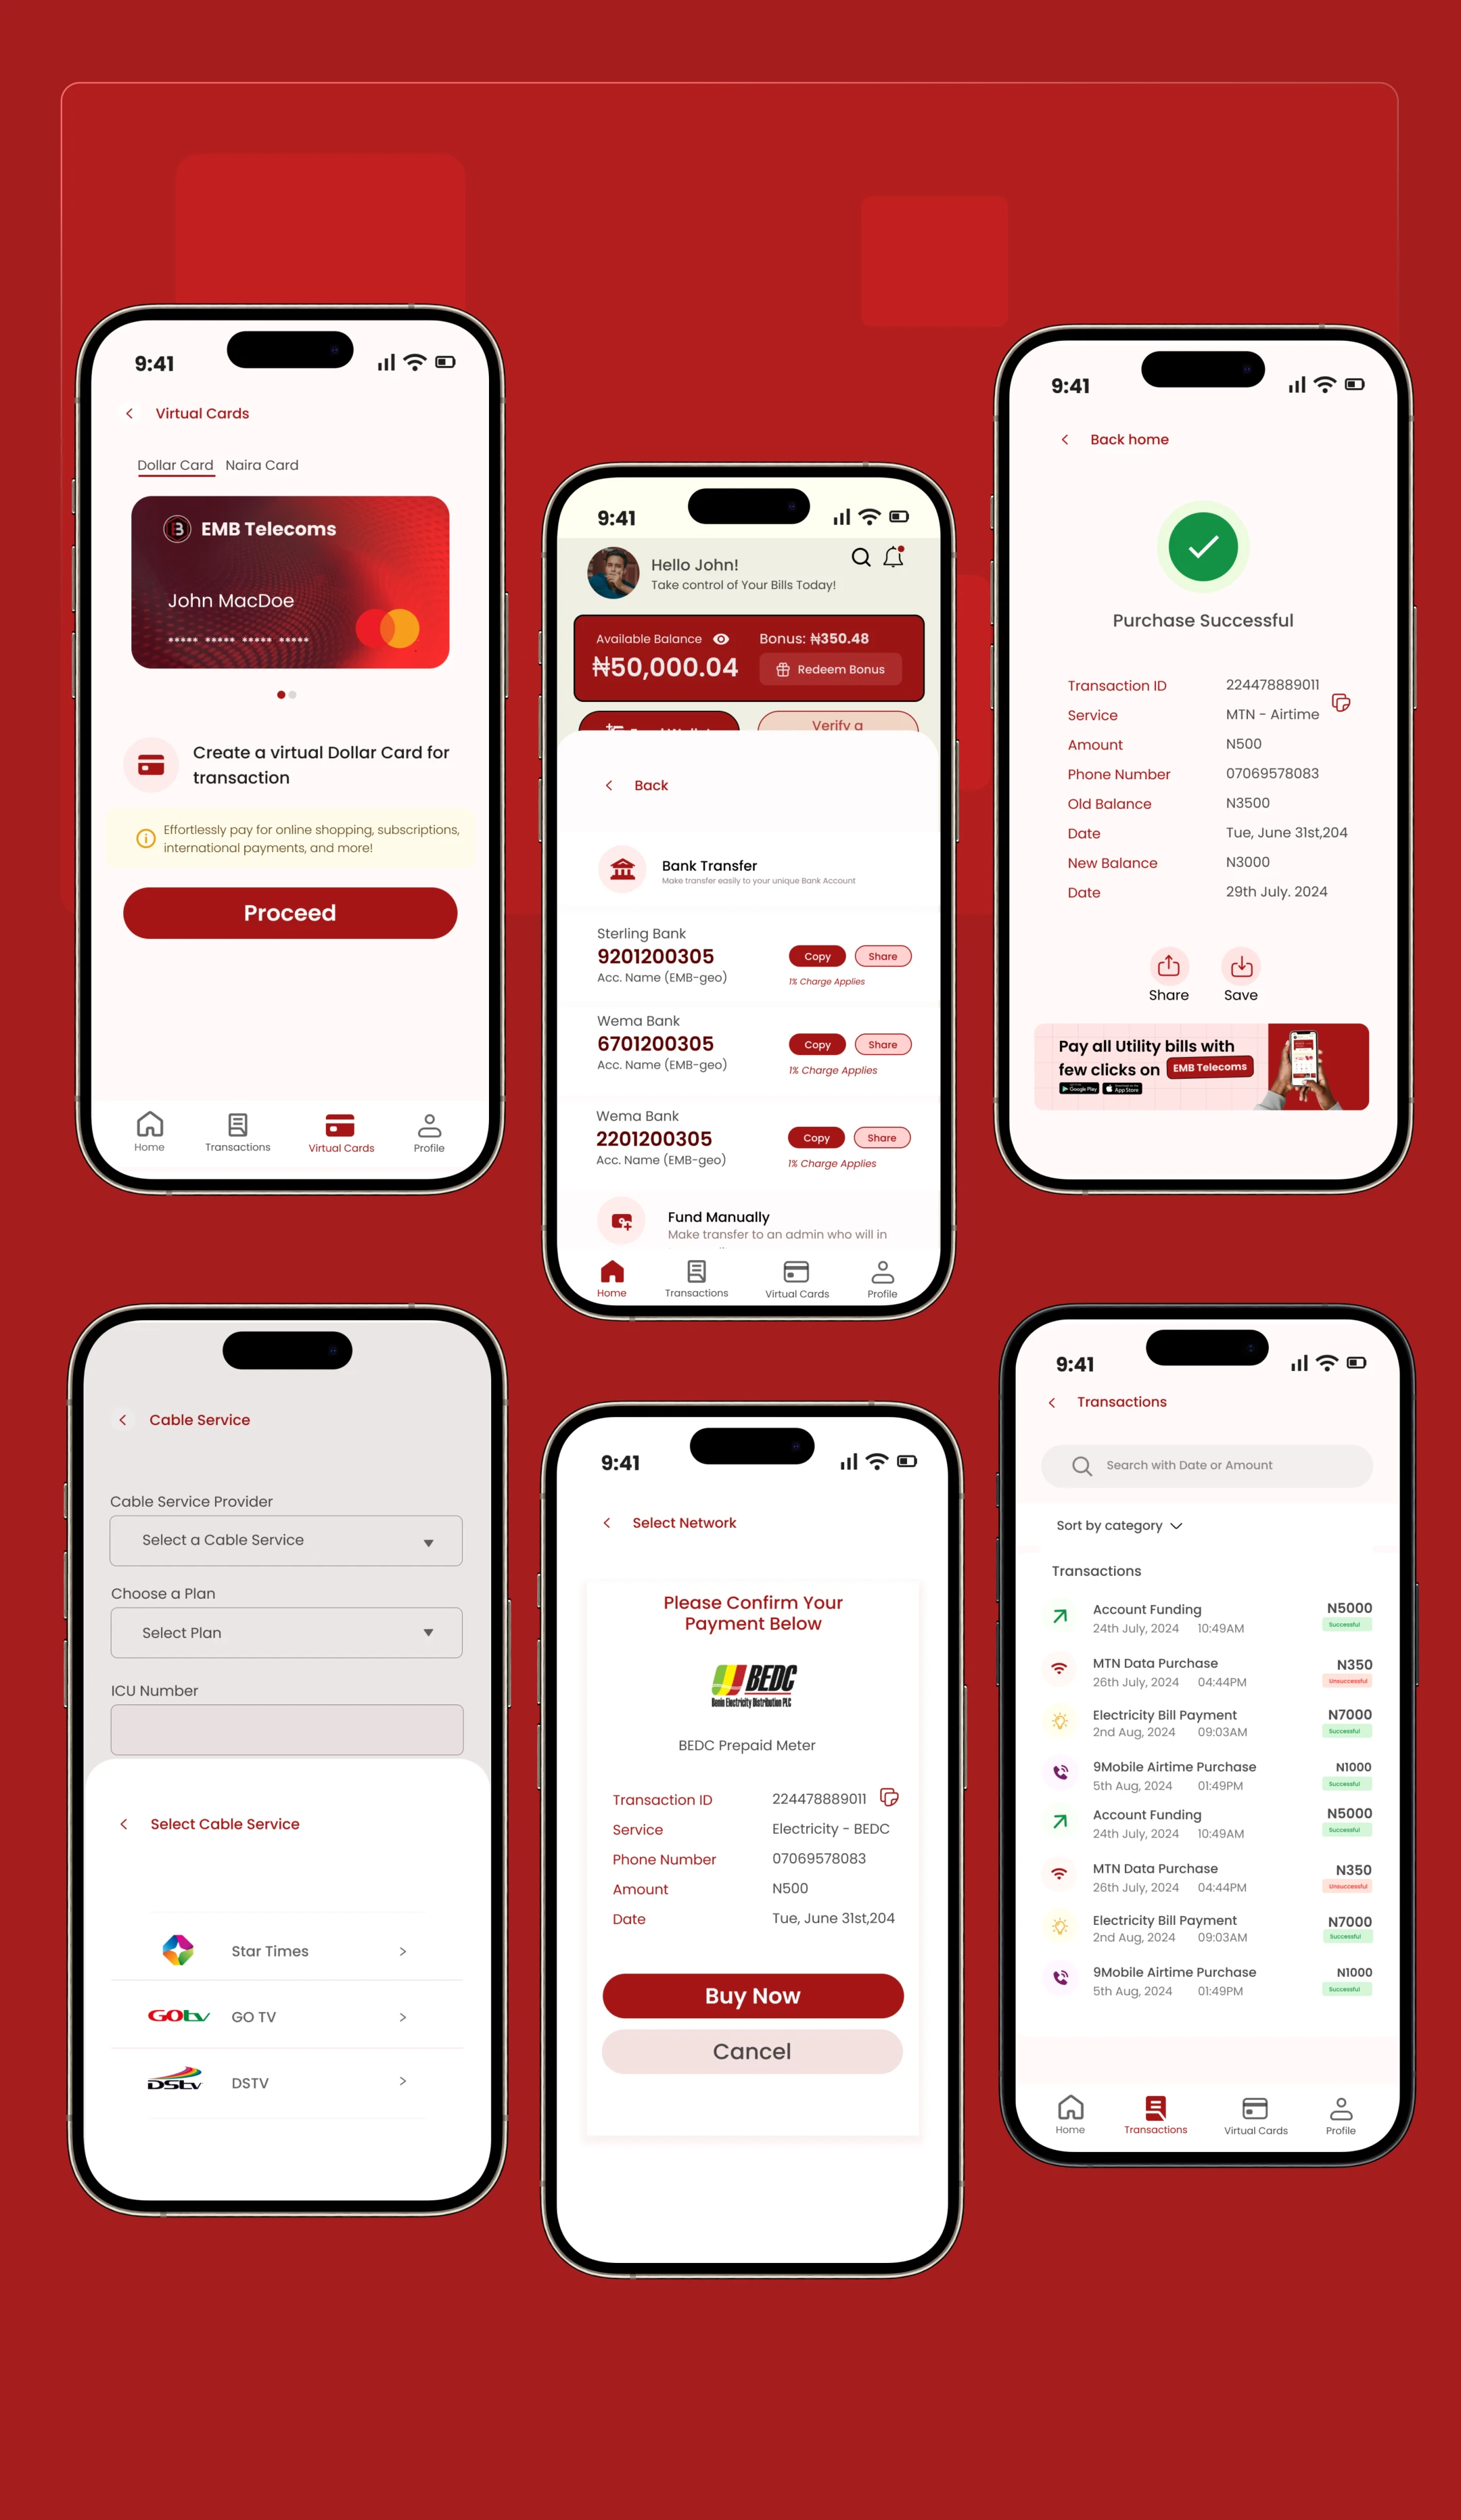 9:41
Virtual Cards
Dollar Card Naira Card
EMB Telecoms
John MacDoe
***** ***** ***** *****
Create a virtual Dollar Card for
transaction
Effortlessly pay for online shopping, subscriptions,
international payments, and more!
Proceed
Home Transactions Virtual Cards Profile
9:41
Hello John!
Take control of Your Bills Today!
Available Balance Bonus: ₦350.48
₦50,000.04 Redeem Bonus
Verify a
Back
Bank Transfer
Make transfer easily to your unique Bank Account
Sterling Bank
9201200305 Copy Share
Acc. Name (EMB-geo) 1% Charge Applies
Wema Bank
6701200305 Copy Share
Acc. Name (EMB-geo) 1% Charge Applies
Wema Bank
2201200305 Copy Share
Acc. Name (EMB-geo) 1% Charge Applies
Fund Manually
Make transfer to an admin who will in
Home Transactions Virtual Cards Profile
9:41
Back home
Purchase Successful
Transaction ID 224478889011
Service MTN - Airtime
Amount N500
Phone Number 07069578083
Old Balance N3500
Date Tue, June 31st,204
New Balance N3000
Date 29th July. 2024
Share Save
Pay all Utility bills with
few clicks on EMB Telecoms
Google Play App Store
Cable Service
Cable Service Provider
Select a Cable Service
Choose a Plan
Select Plan
ICU Number
Select Cable Service
Star Times
GOtv GO TV
DStv DSTV
9:41
Select Network
Please Confirm Your
Payment Below
BEDC
Benin Electricity Distribution PLC
BEDC Prepaid Meter
Transaction ID 224478889011
Service Electricity - BEDC
Phone Number 07069578083
Amount N500
Date Tue, June 31st,204
Buy Now
Cancel
9:41
Transactions
Search with Date or Amount
Sort by category
Transactions
Account Funding N5000
24th July, 2024 10:49AM Successful
MTN Data Purchase N350
26th July, 2024 04:44PM Unsuccessful
Electricity Bill Payment N7000
2nd Aug, 2024 09:03AM Successful
9Mobile Airtime Purchase N1000
5th Aug, 2024 01:49PM Successful
Account Funding N5000
24th July, 2024 10:49AM Successful
MTN Data Purchase N350
26th July, 2024 04:44PM Unsuccessful
Electricity Bill Payment N7000
2nd Aug, 2024 09:03AM Successful
9Mobile Airtime Purchase N1000
5th Aug, 2024 01:49PM Successful
Home Transactions Virtual Cards Profile